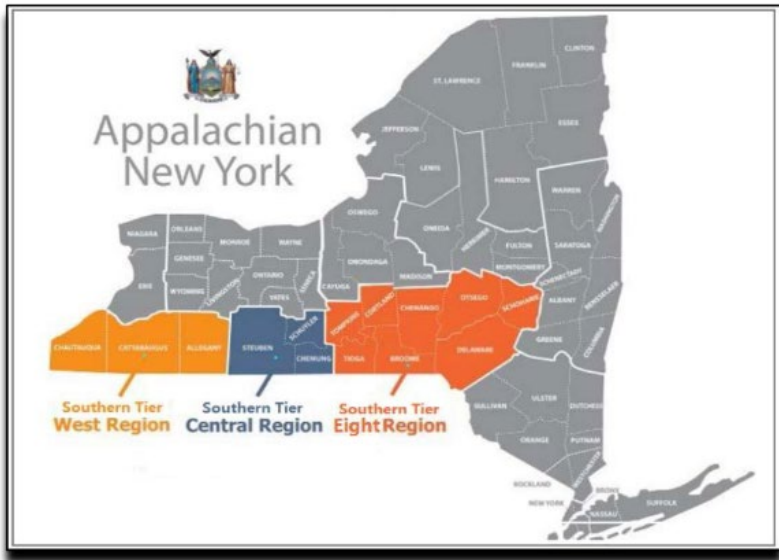 Appalachian
New York
CLINTON
FRANKLIN
ST. LAWRENCE
ESSEX
JEFFERSON
LEWIS
HAMILTON
WARREN
WASHINGTON
OSWEGO
ONEIDA
HERKIMER
FULTON
SARATOGA
NIAGARA
ORLEANS
MONROE
WAYNE
GENESEE
ONONDAGA
MADISON
MONTGOMERY
SCHENECTADY
RENSSELAER
ERIE
WYOMING
LIVINGSTON
ONTARIO
YATES
SENECA
CAYUGA
CORTLAND
CHENANGO
OTSEGO
SCHOHARIE
ALBANY
TOMPKINS
SCHUYLER
CHAUTAUQUA
CATTARAUGUS
ALLEGANY
STEUBEN
CHEMUNG
TIOGA
BROOME
DELAWARE
GREENE
COLUMBIA
Southern Tier
West Region
Southern Tier
Central Region
Southern Tier
Eight Region
SULLIVAN
ULSTER
DUTCHESS
ORANGE
PUTNAM
WESTCHESTER
ROCKLAND
BRONX
NEW YORK
NASSAU
SUFFOLK